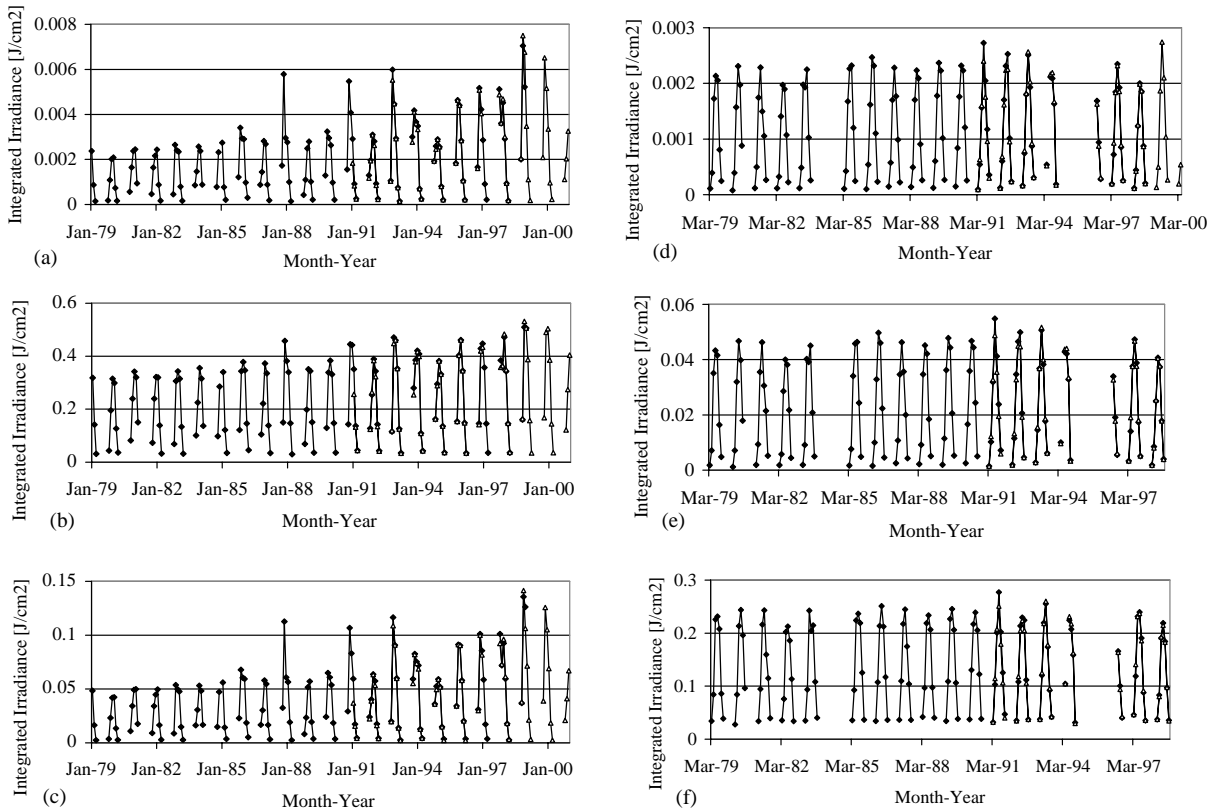 Integrated Irradiance [J/cm2]
0.008
0.006
0.004
0.002
0
Jan-79 Jan-82 Jan-85 Jan-88 Jan-91 Jan-94 Jan-97 Jan-00
(a)
Month-Year
Integrated Irradiance [J/cm2]
0.6
0.4
0.2
0
Jan-79 Jan-82 Jan-85 Jan-88 Jan-91 Jan-94 Jan-97 Jan-00
(b)
Month-Year
Integrated Irradiance [J/cm2]
0.15
0.1
0.05
0
Jan-79 Jan-82 Jan-85 Jan-88 Jan-91 Jan-94 Jan-97 Jan-00
(c)
Month-Year
Integrated Irradiance [J/cm2]
0.003
0.002
0.001
0
Mar-79 Mar-82 Mar-85 Mar-88 Mar-91 Mar-94 Mar-97 Mar-00
(d)
Month-Year
Integrated Irradiance [J/cm2]
0.06
0.04
0.02
0
Mar-79 Mar-82 Mar-85 Mar-88 Mar-91 Mar-94 Mar-97
(e)
Month-Year
Integrated Irradiance [J/cm2]
0.3
0.2
0.1
0
Mar-79 Mar-82 Mar-85 Mar-88 Mar-91 Mar-94 Mar-97
(f)
Month-Year